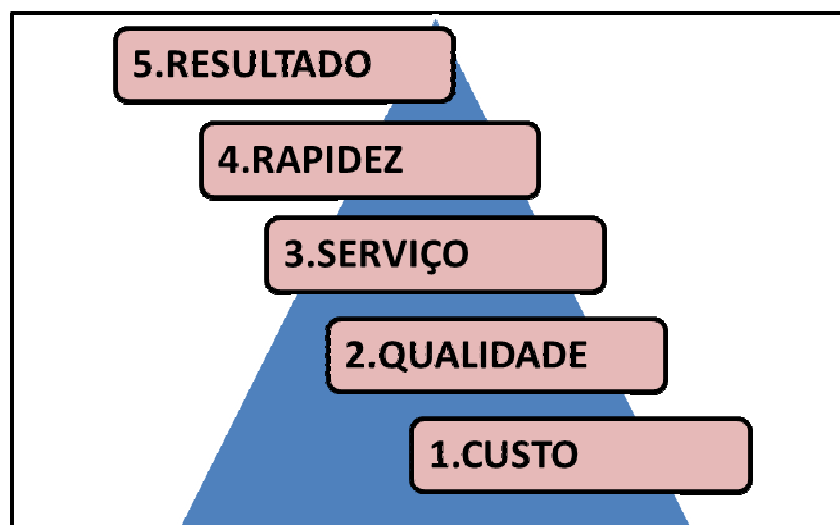 5.RESULTADO
4.RAPIDEZ
3.SERVIÇO
2.QUALIDADE
1.CUSTO